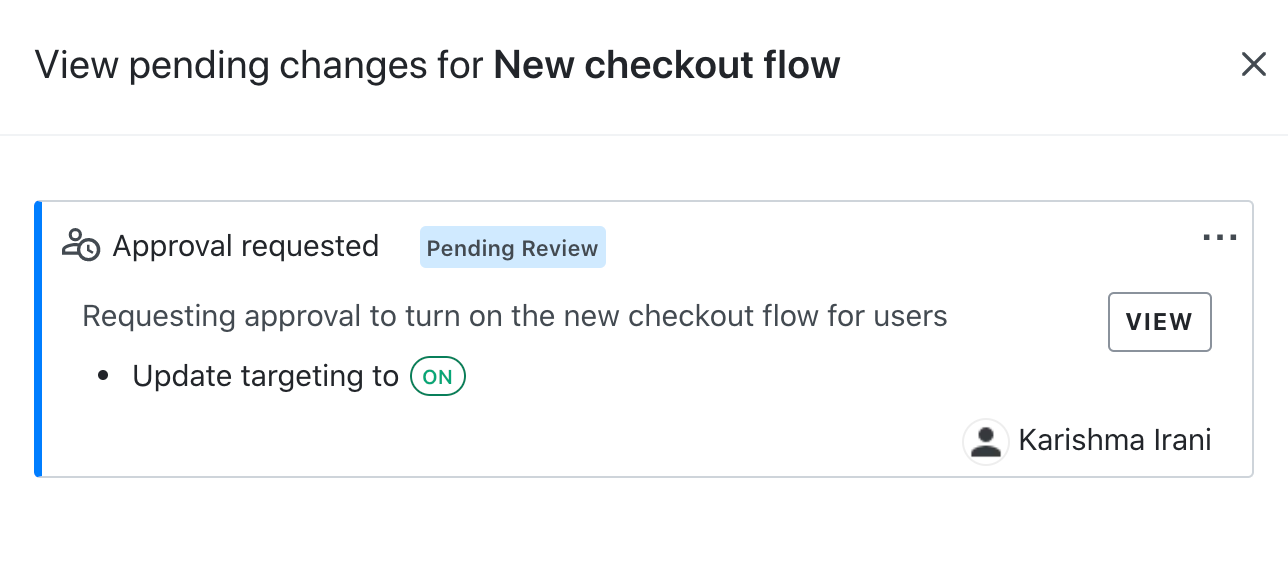 View pending changes for New checkout flow
Approval requested Pending Review
Requesting approval to turn on the new checkout flow for users
VIEW
Update targeting to ON
Karishma Irani